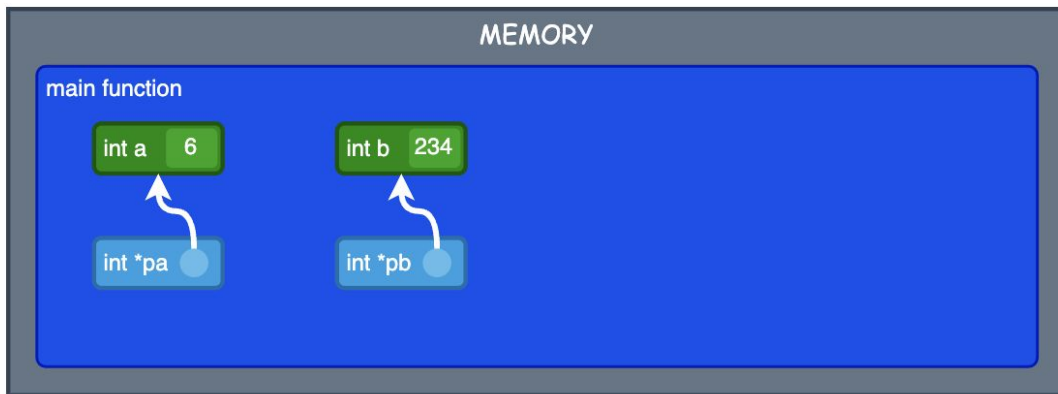 MEMORY
main function
int a 6
int b 234
int *pa
int *pb